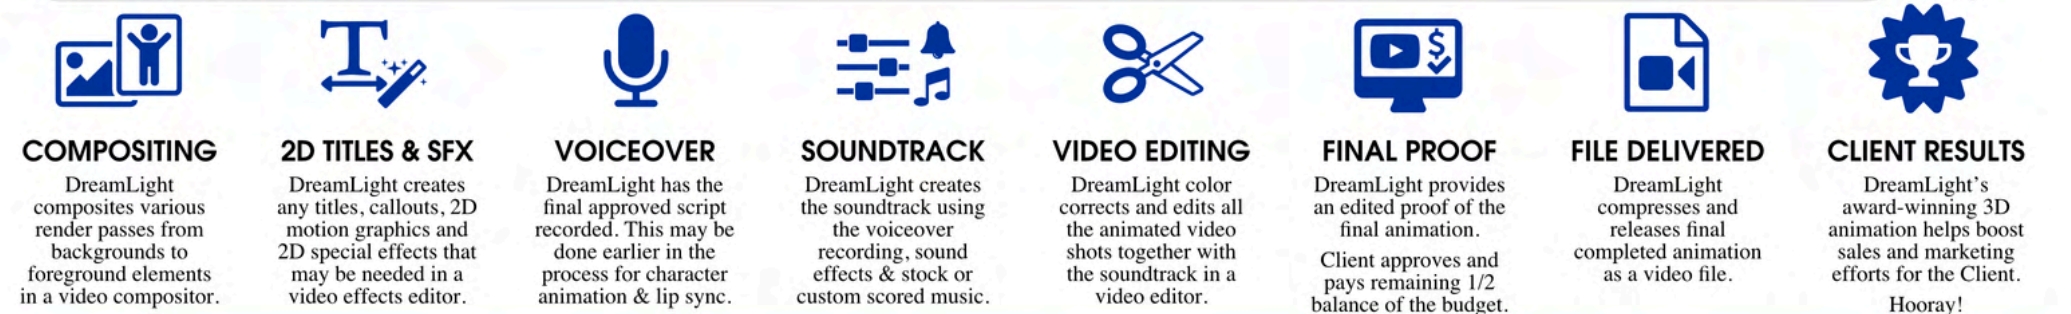 COMPOSITING
DreamLight
composites various
render passes from
backgrounds to
foreground elements
in a video compositor.
2D TITLES & SFX
DreamLight creates
any titles, callouts, 2D
motion graphics and
2D special effects that
may be needed in a
video effects editor.
VOICEOVER
DreamLight has the
final approved script
recorded. This may be
done earlier in the
process for character
animation & lip sync.
SOUNDTRACK
DreamLight creates
the soundtrack using
the voiceover
recording, sound
effects & stock or
custom scored music.
VIDEO EDITING
DreamLight color
corrects and edits all
the animated video
shots together with
the soundtrack in a
video editor.
FINAL PROOF
DreamLight provides
an edited proof of the
final animation.
Client approves and
pays remaining 1/2
balance of the budget.
FILE DELIVERED
DreamLight
compresses and
releases final
completed animation
as a video file.
CLIENT RESULTS
DreamLight's
award-winning 3D
animation helps boost
sales and marketing
efforts for the Client.
Hooray!